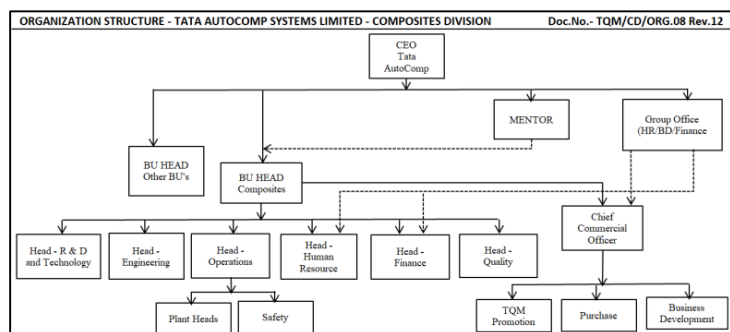 ORGANIZATION STRUCTURE - TATA AUTOCOMP SYSTEMS LIMITED - COMPOSITES DIVISION Doc.No.- TQM/CD/ORG.08 Rev.12
CEO
Tata
AutoComp
MENTOR
Group Office
(HR/BD/Finance
BU HEAD
Other BU's
BU HEAD
Composites
Chief
Commercial
Officer
Head - R & D
and Technology
Head -
Engineering
Head -
Operations
Head -
Human
Resource
Head -
Finance
Head -
Quality
Plant Heads
Safety
TQM
Promotion
Purchase
Business
Development